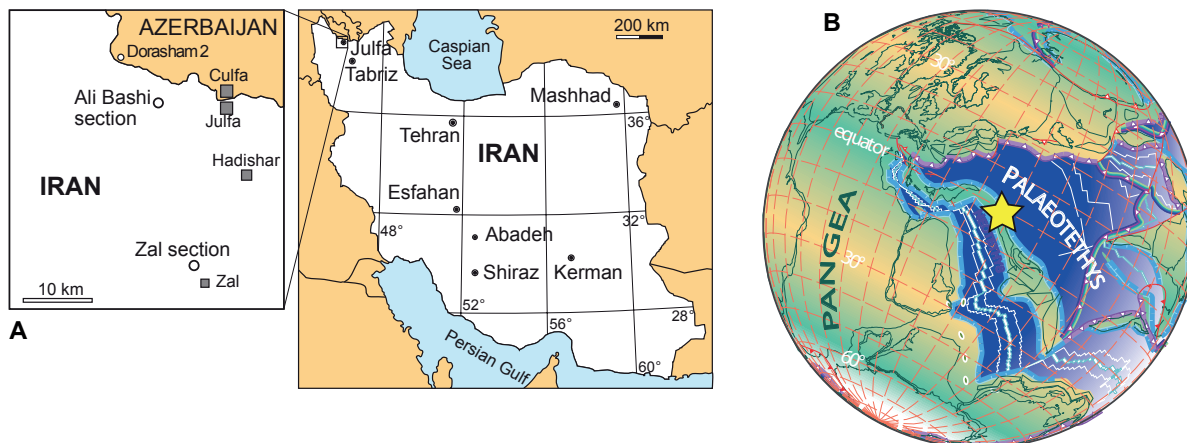 AZERBAIJAN
Dorasham 2
Culfa
Ali Bashi
section
Julfa
Hadishar
IRAN
Zal section
Zal
10 km
A
200 km
Julfa
Tabriz
Caspian
Sea
Mashhad
36°
Tehran
IRAN
Esfahan
32°
48°
Abadeh
Shiraz
Kerman
52°
28°
56°
Persian Gulf
60°
B
30°
equator
PALAEOTETHYS
PANGEA
30°
60°